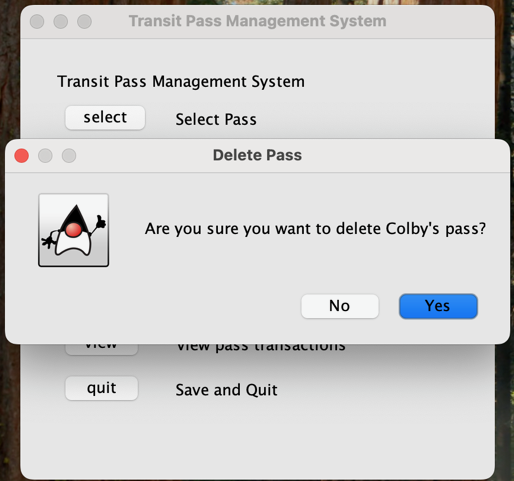 Transit Pass Management System
Transit Pass Management System
select Select Pass
Delete Pass
Are you sure you want to delete Colby's pass?
No Yes
view View pass transactions
quit Save and Quit